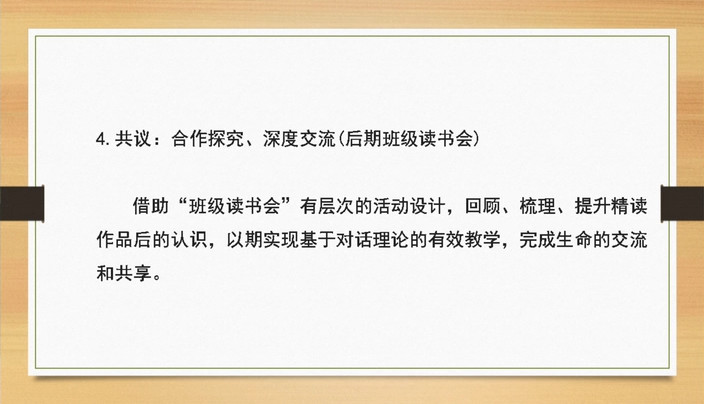 4.共议：合作探究、深度交流(后期班级读书会)
借助“班级读书会”有层次的活动设计，回顾、梳理、提升精读
作品后的认识，以期实现基于对话理论的有效教学，完成生命的交流
和共享。